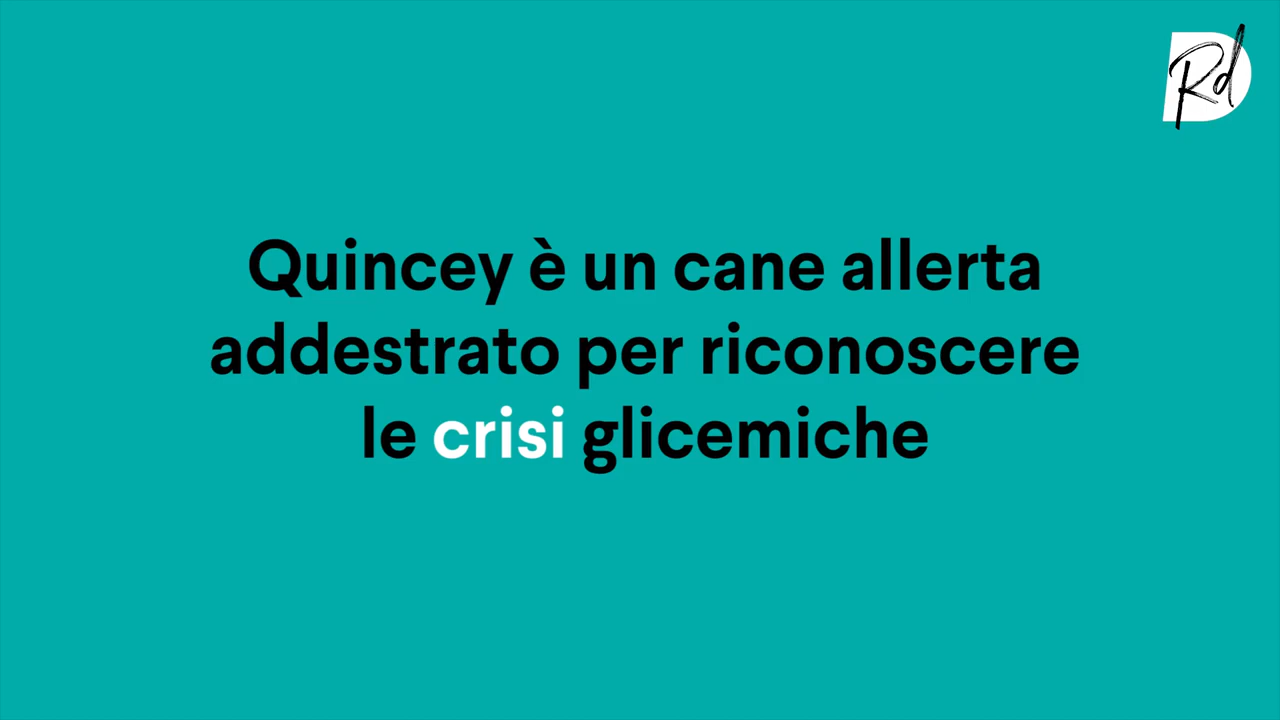 Rd
Quincey è un cane allerta
addestrato per riconoscere
le crisi glicemiche